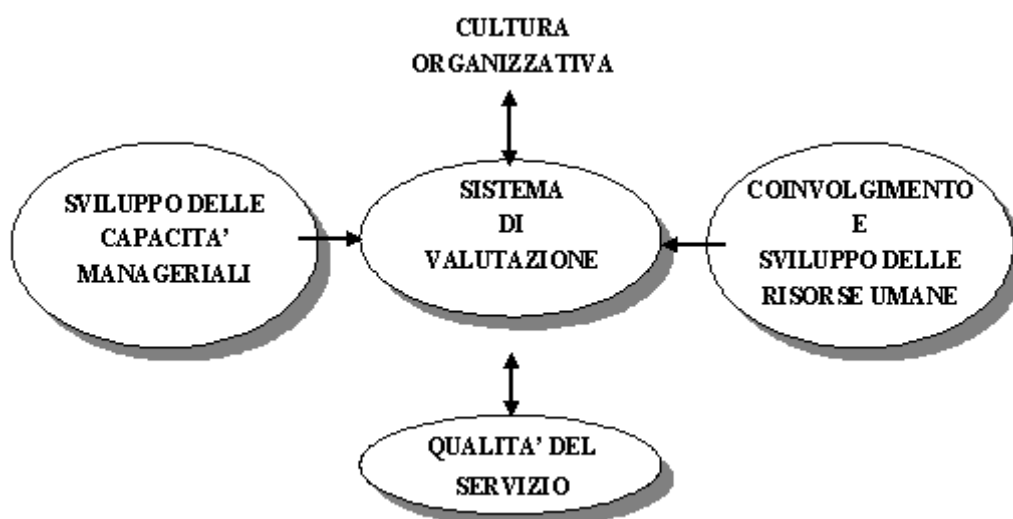 CULTURA
ORGANIZZATIVA
SVILUPPO DELLE
CAPACITA’
MANAGERIALI
SISTEMA
DI
VALUTAZIONE
COINVOLGIMENTO
E
SVILUPPO DELLE
RISORSE UMANE
QUALITA’ DEL
SERVIZIO